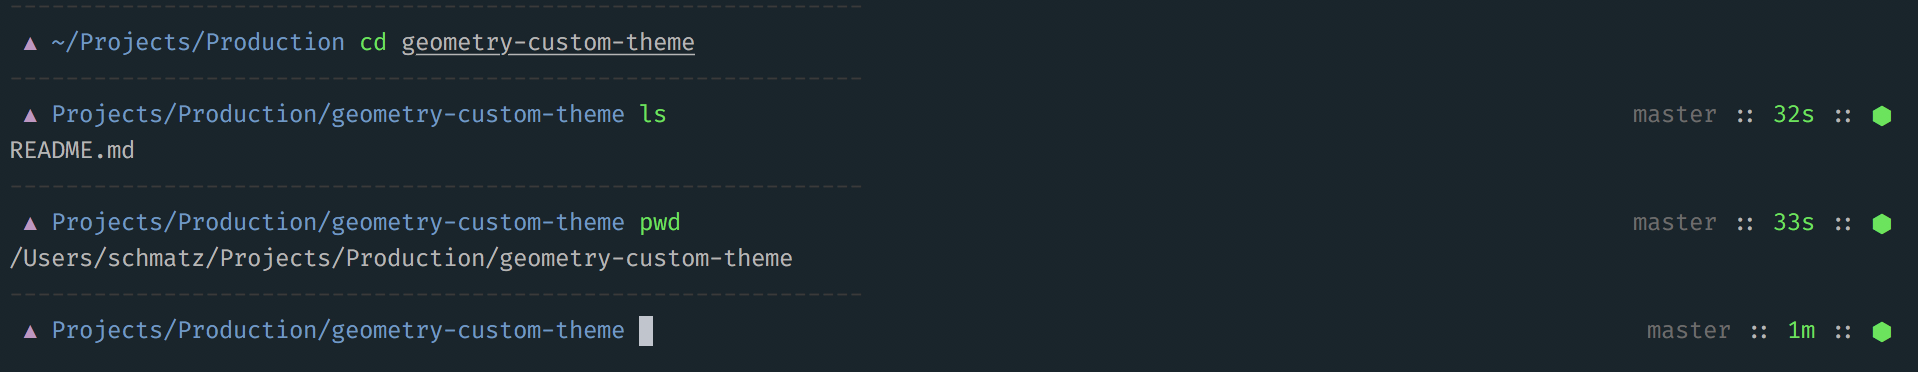 ▲ ~/Projects/Production cd geometry-custom-theme
▲ Projects/Production/geometry-custom-theme ls master :: 32s :: ⬢
README.md
▲ Projects/Production/geometry-custom-theme pwd master :: 33s :: ⬢
/Users/schmatz/Projects/Production/geometry-custom-theme
▲ Projects/Production/geometry-custom-theme master :: 1m :: ⬢